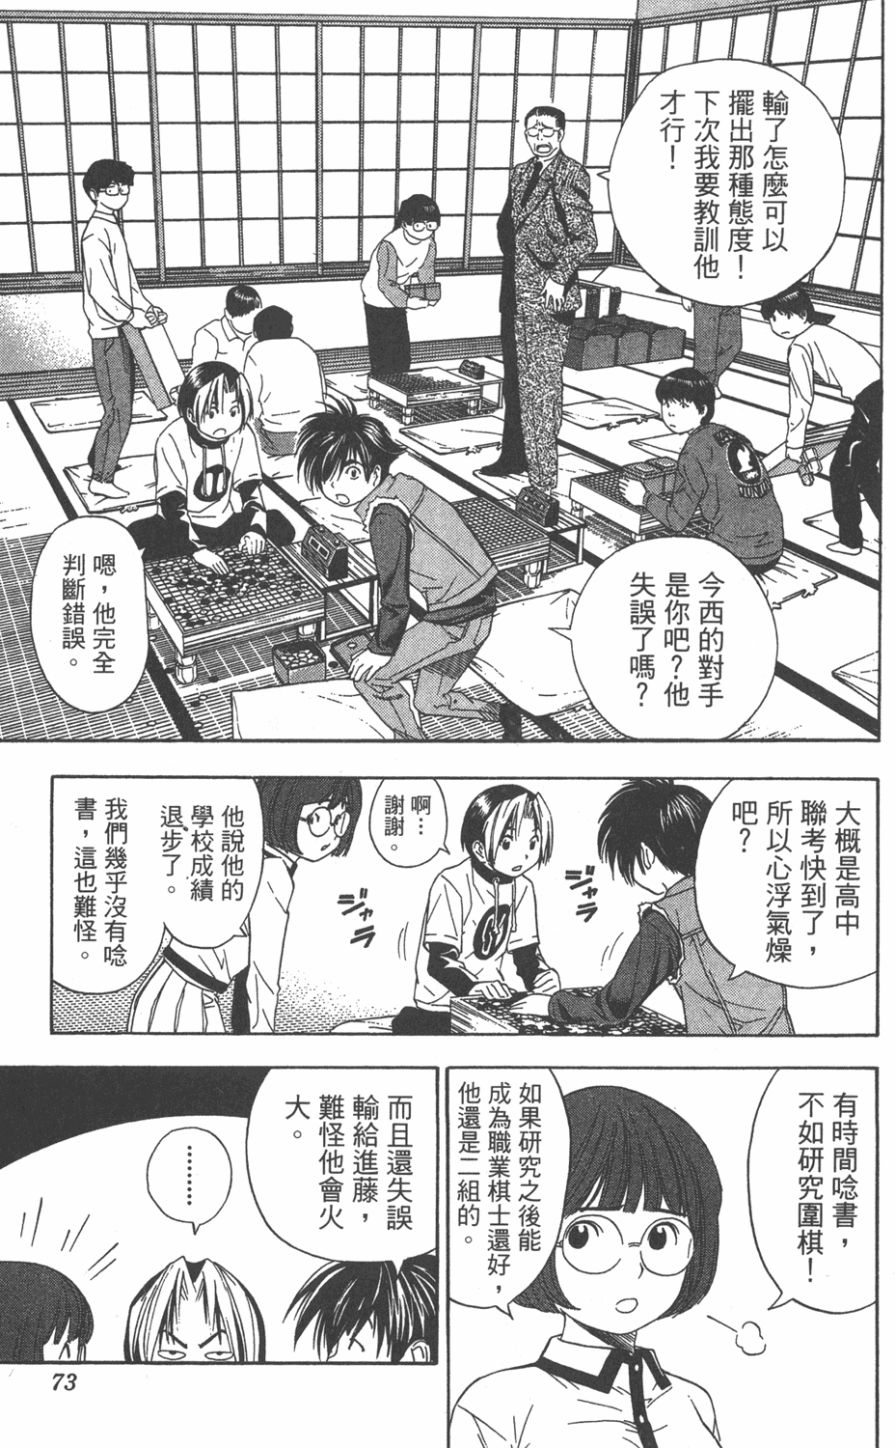 輸了怎麼可以
擺出那種態度！
下次我要教訓他
才行！
今西的對手
是你吧？他
失誤了嗎？
嗯，他完全
判斷錯誤。
大概是高中
聯考快到了，
所以心浮氣燥
吧？
啊…
謝謝。
ジャラ
ジャラ
他說他的
學校成績
退步了。
我們幾乎沒有唸
書，這也難怪。
有時間唸書，
不如研究圍棋！
如果研究之後能
成為職業棋士還好，
他還是二組的。
而且還失誤
輸給進藤，
難怪他會火
大。
………
73